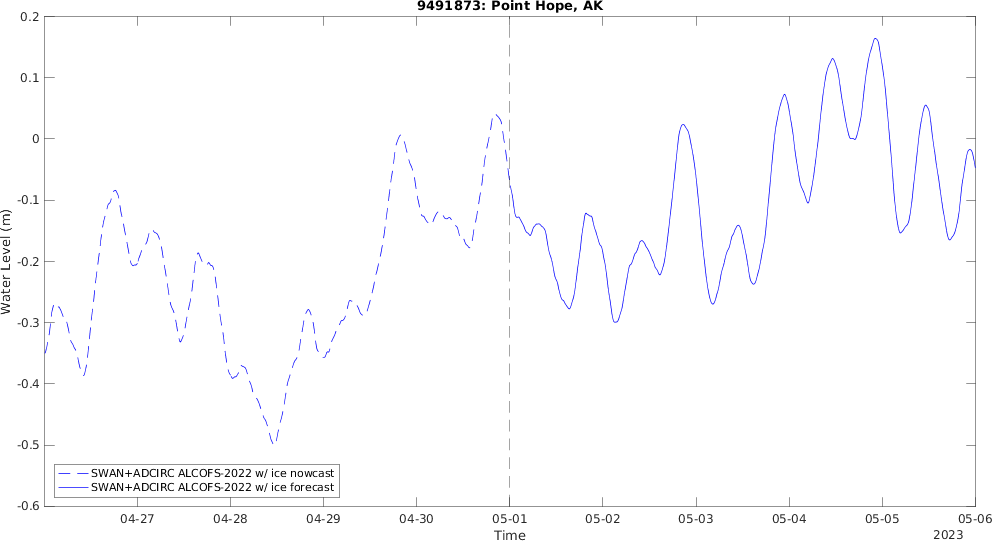 9491873: Point Hope, AK
0.2
0.1
0
-0.1
-0.2
-0.3
-0.4
-0.5
-0.6
Water Level (m)
SWAN+ADCIRC ALCOFS-2022 w/ ice nowcast
SWAN+ADCIRC ALCOFS-2022 w/ ice forecast
04-27 04-28 04-29 04-30 05-01 05-02 05-03 05-04 05-05 05-06
Time
2023